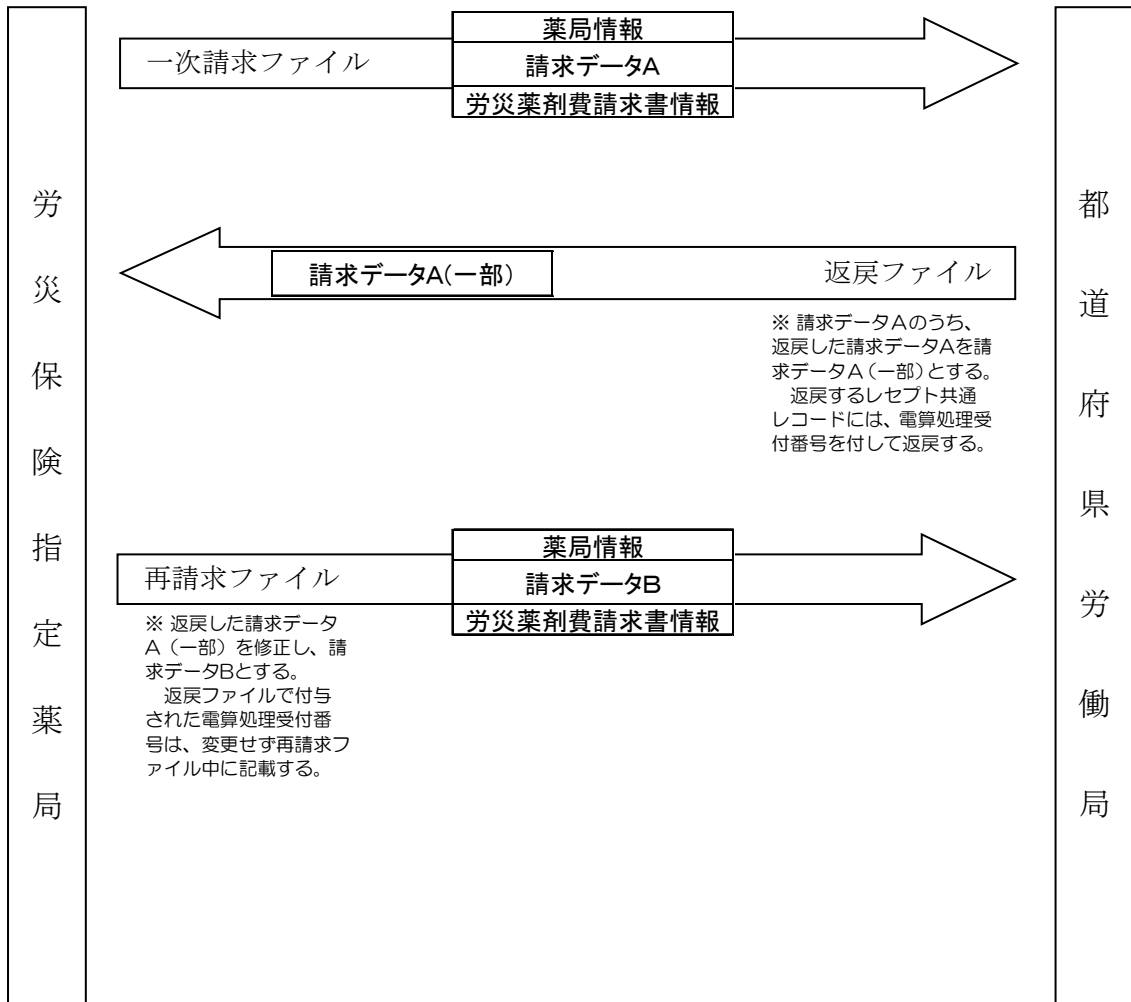 労災保険指定薬局
薬局情報
一次請求ファイル
請求データA
労災薬剤費請求書情報
請求データA(一部)
返戻ファイル
※ 請求データAのうち、
返戻した請求データAを請
求データA(一部)とする。
返戻するレセプト共通
レコードには、電算処理受
付番号を付して返戻する。
薬局情報
再請求ファイル
請求データB
労災薬剤費請求書情報
※ 返戻した請求データ
A(一部)を修正し、請
求データBとする。
返戻ファイルで付与
された電算処理受付番
号は、変更せず再請求フ
ァイル中に記載する。
都道府県労働局